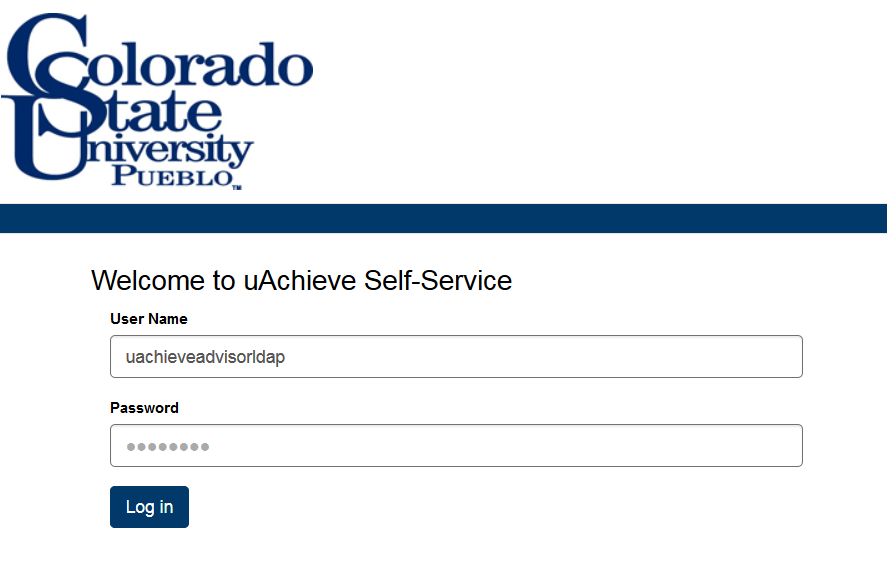 Colorado
State
University
PUEBLO™
Welcome to uAchieve Self-Service
User Name
uachieveadvisorldap
Password
••••••••
Log in